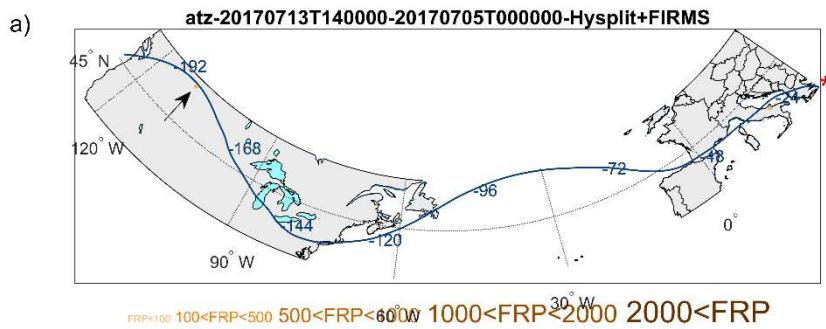 a)
atz-20170713T140000-20170705T000000-Hysplit+FIRMS
45° N
-192
-24
*
120° W
-168
-48
-72
-96
-144
-120
0°
90° W
60° W
30° W
FRP<100 100<FRP<500 500<FRP<1000 1000<FRP<2000 2000<FRP